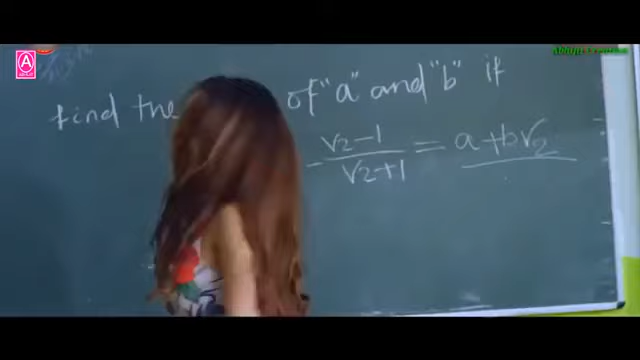 A
find the of "a" and "b" if
√2-1 / √2+1 = a+b√2